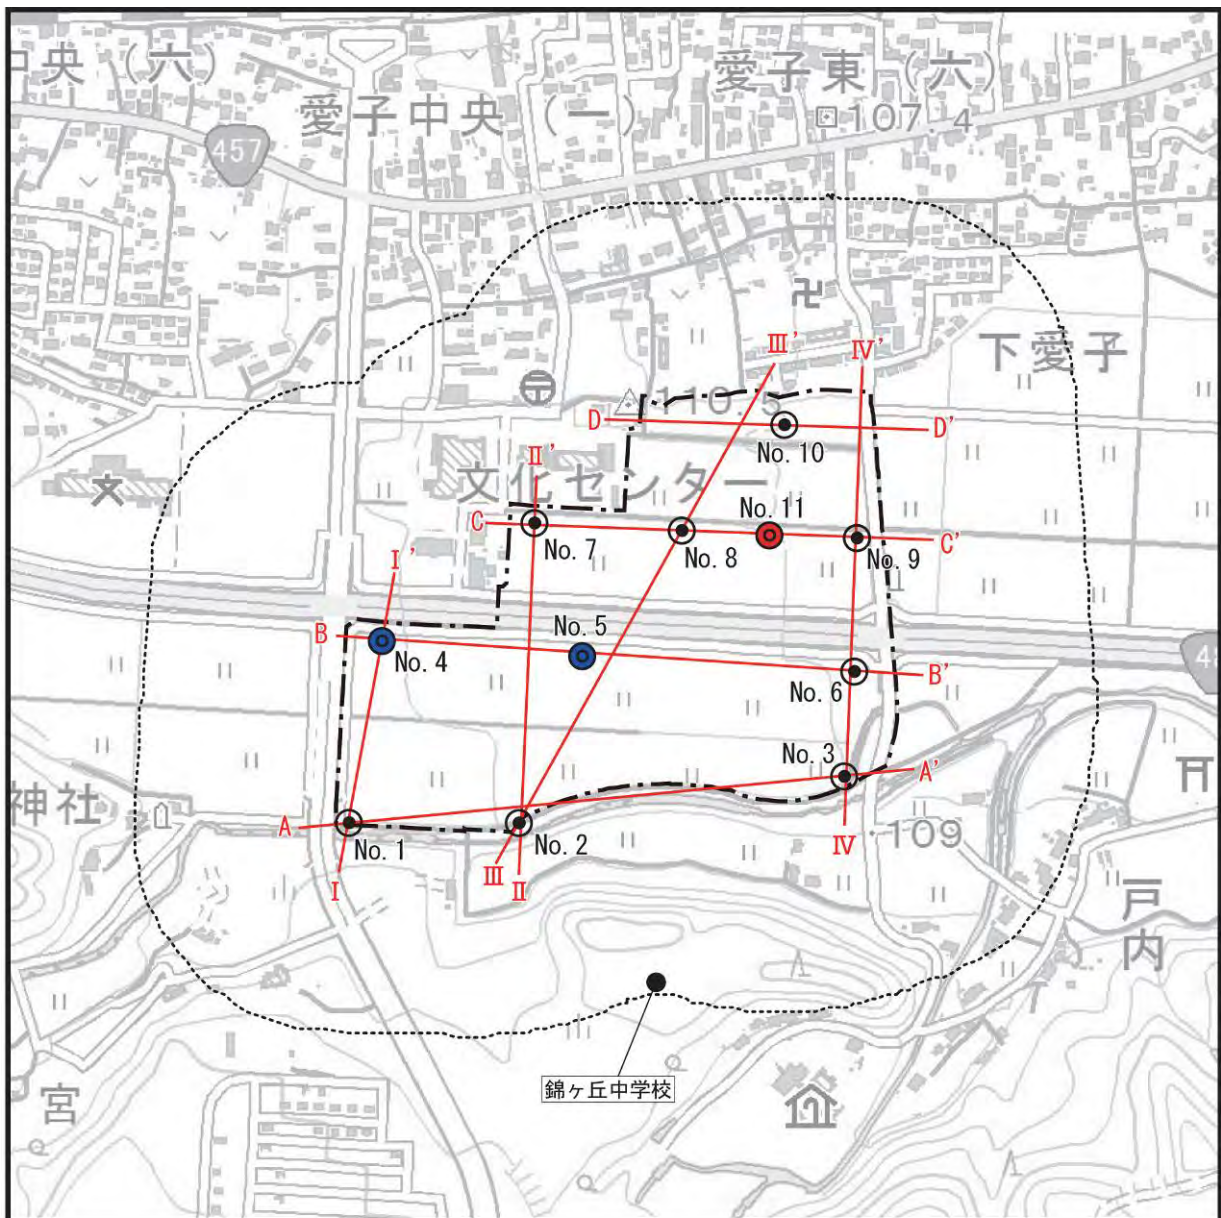 中央（六）
愛子東（六）
愛子中央（一）
107.4
457
下愛子
Ⅲ'
Ⅳ'
110.5
D
D'
No.10
Ⅱ'
文化センター
No.11
C
C'
No.7
No.8
No.9
Ⅰ'
B
No.5
No.4
B'
No.6
No.3
A'
神社
A
No.1
No.2
Ⅳ
109
Ⅲ
Ⅱ
Ⅰ
戸内
錦ヶ丘中学校
宮